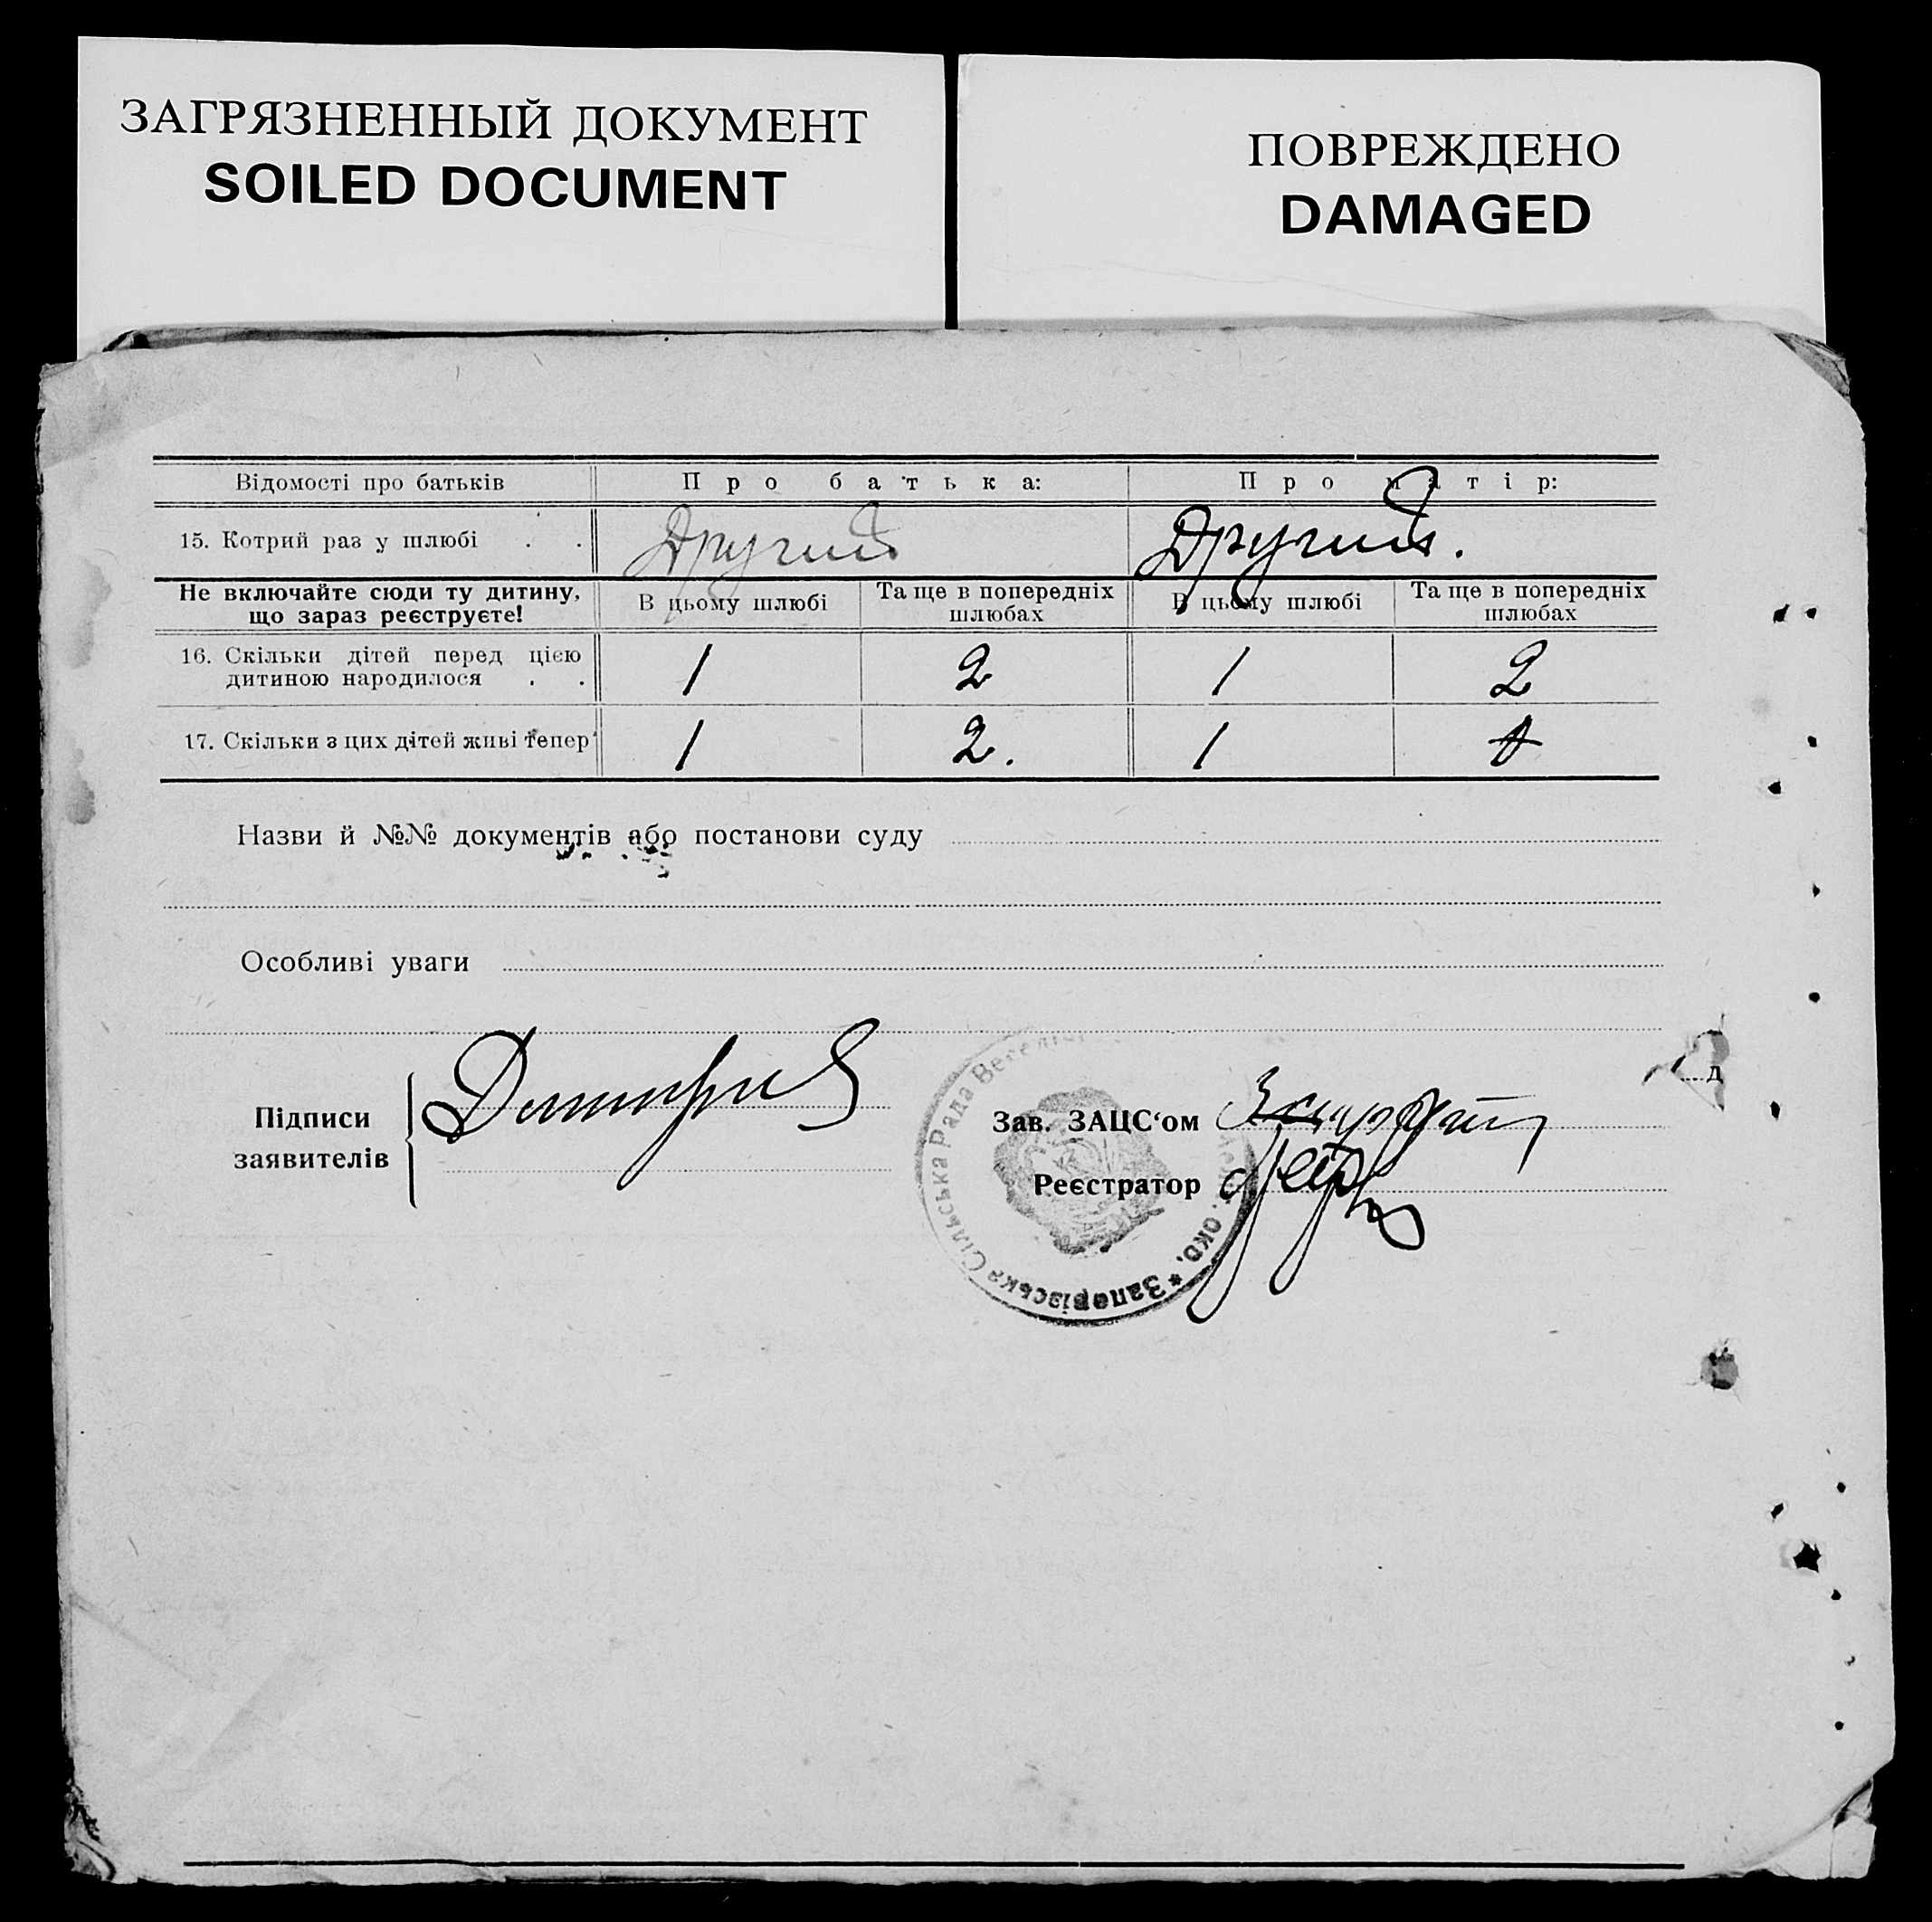 ЗАГРЯЗНЕННЫЙ ДОКУМЕНТ
SOILED DOCUMENT
ПОВРЕЖДЕНО
DAMAGED
Відомості про батьків Про батька: Про матір:
15. Котрий раз у шлюбі . . Другий Другий.
Не включайте сюди ту дитину, що зараз реєструєте! В цьому шлюбі Та ще в попередніх шлюбах В цьому шлюбі Та ще в попередніх шлюбах
16. Скільки дітей перед цією
дитиною народилося . . 1 2 1 2
17. Скільки з цих дітей живі тепер 1 2. 1
Назви й №№ документів або постанови суду
Особливі уваги
Підписи
заявителів
Зав. ЗАЦС‘ом
Реєстратор
Сільська Рада
окв. *
д